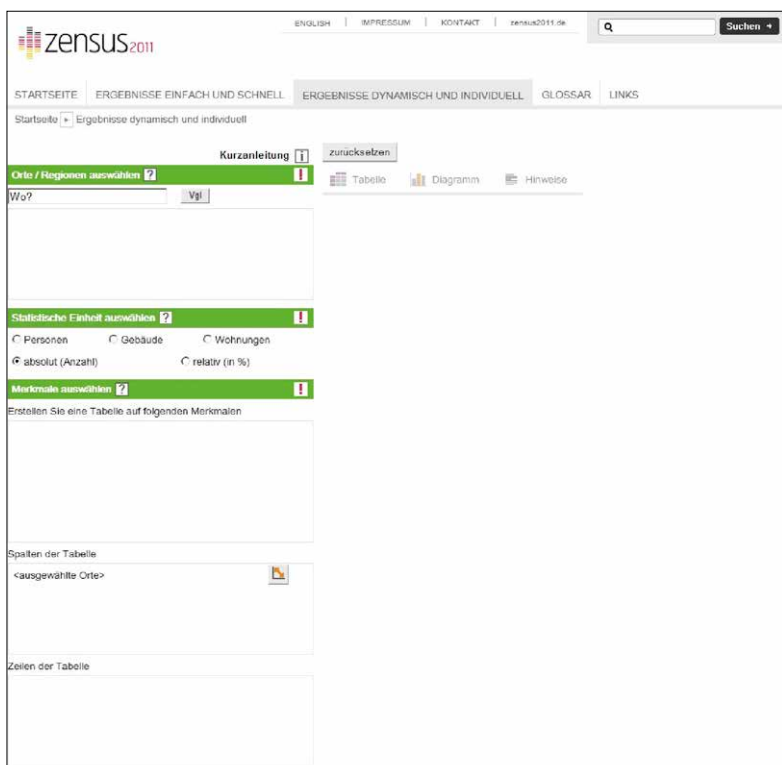 ENGLISH | IMPRESSUM | KONTAKT | zensus2011.de
Suchen
zensus2011
STARTSEITE
ERGEBNISSE EINFACH UND SCHNELL
ERGEBNISSE DYNAMISCH UND INDIVIDUELL
GLOSSAR
LINKS
Startseite Ergebnisse dynamisch und individuell
Kurzanleitung i
zurücksetzen
Orte / Regionen auswählen ? !
Tabelle
Diagramm
Hinweise
Wo?
Vgl
Statistische Einheit auswählen ? !
Personen Gebäude Wohnungen
absolut (Anzahl) relativ (in %)
Merkmale auswählen ? !
Erstellen Sie eine Tabelle auf folgenden Merkmalen
Spalten der Tabelle
<ausgewählte Orte>
Zeilen der Tabelle